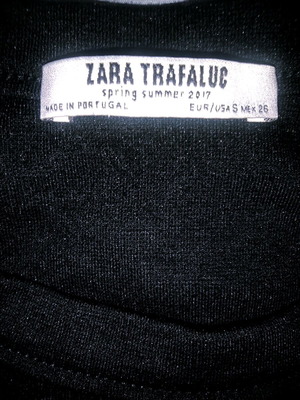 ZARA TRAFALUC
spring summer 2017
MADE IN PORTUGAL EUR/USA S MEX 26